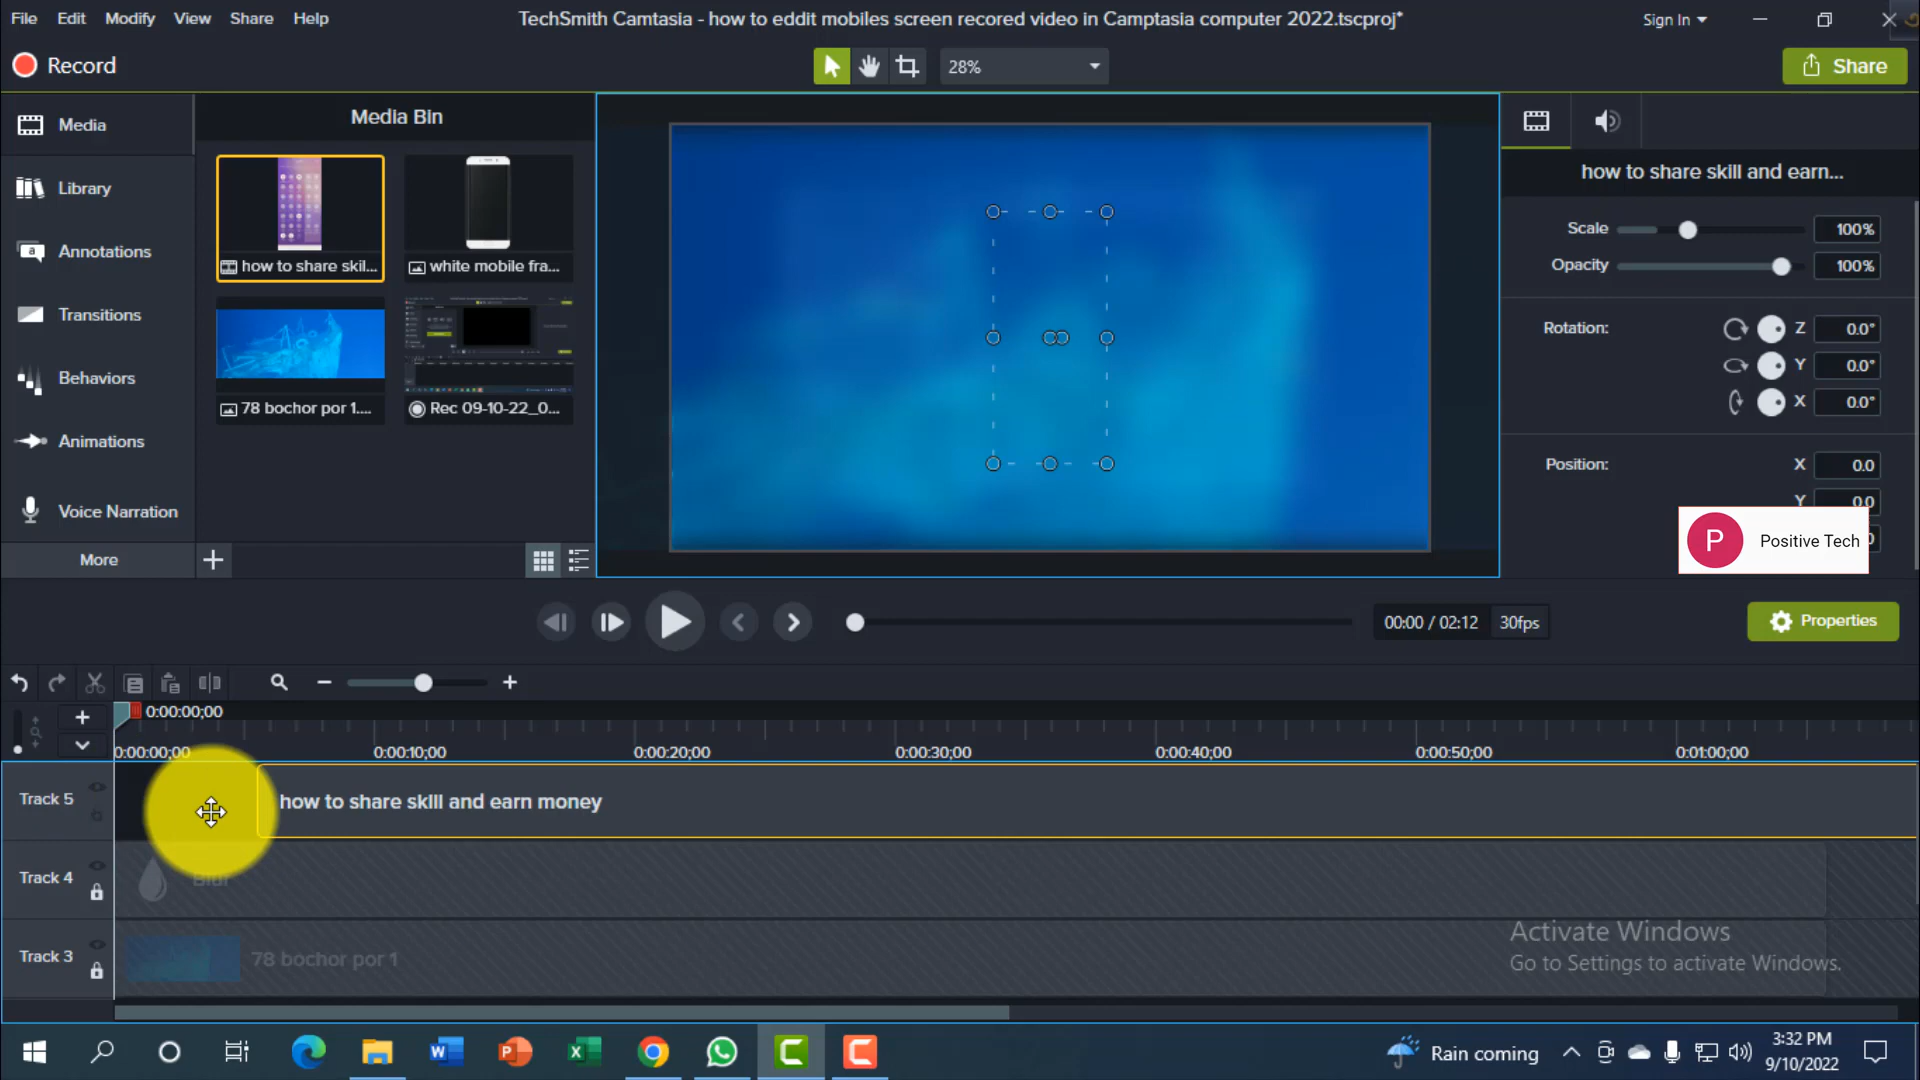 File Edit Modify View Share Help
TechSmith Camtasia - how to eddit mobiles screen recored video in Camptasia computer 2022.tscproj*
Sign In
Record
28%
Share
Media
Library
Annotations
Transitions
Behaviors
Animations
Voice Narration
More
Media Bin
how to share skil...
white mobile fra...
78 bochor por 1....
Rec 09-10-22_0...
how to share skill and earn...
Scale 100%
Opacity 100%
Rotation: Z 0.0°
Y 0.0°
X 0.0°
Position: X 0.0
Y 0.0
P Positive Tech
00:00 / 02:12 30fps
Properties
0:00:00;00
0:00:00;00 0:00:10;00 0:00:20;00 0:00:30;00 0:00:40;00 0:00:50;00 0:01:00;00
Track 5 how to share skill and earn money
Track 4 Blur
Track 3 78 bochor por 1
Activate Windows
Go to Settings to activate Windows.
Rain coming
3:32 PM
9/10/2022